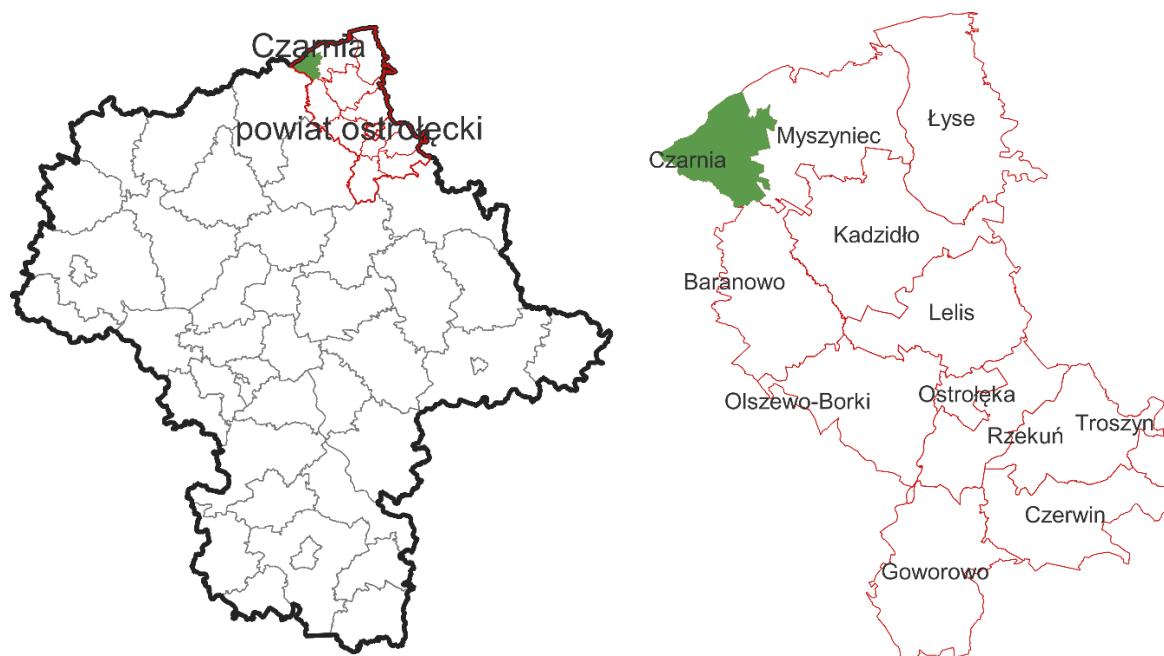 Czarnia
powiat ostrołęcki
Łyse
Myszyniec
Czarnia
Kadzidło
Baranowo
Lelis
Olszewo-Borki
Ostrołęka
Troszyn
Rzekuń
Czerwin
Goworowo